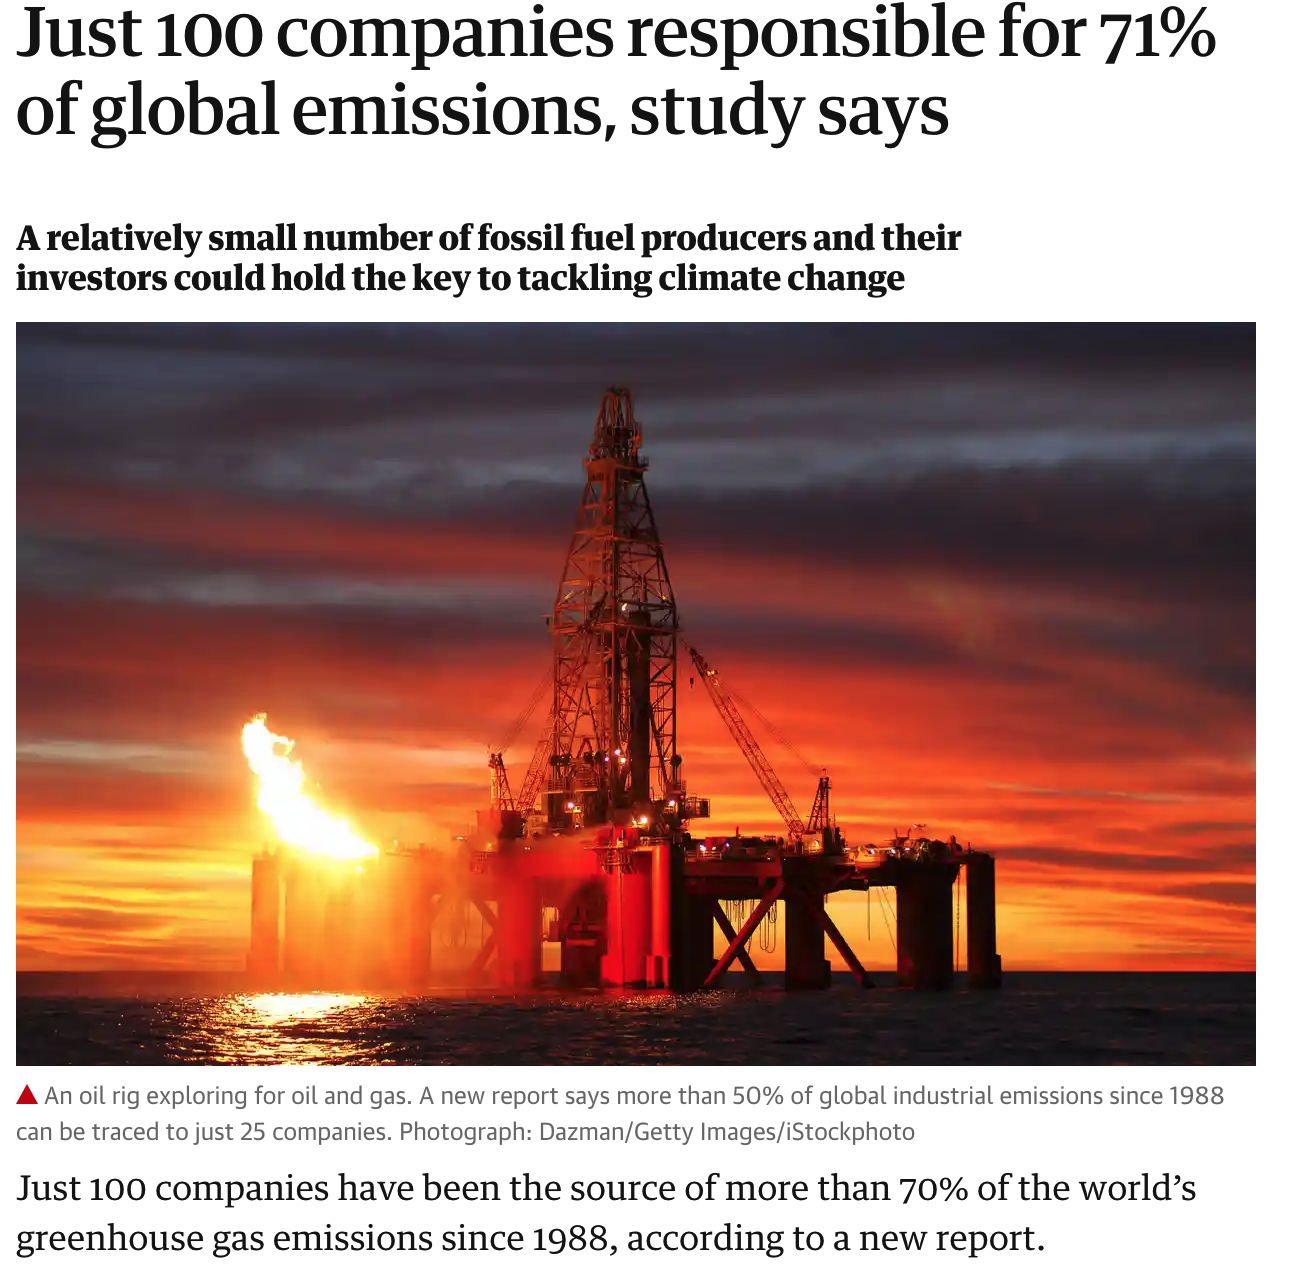 Just 100 companies responsible for 71%
of global emissions, study says
A relatively small number of fossil fuel producers and their
investors could hold the key to tackling climate change
An oil rig exploring for oil and gas. A new report says more than 50% of global industrial emissions since 1988
can be traced to just 25 companies. Photograph: Dazman/Getty Images/iStockphoto
Just 100 companies have been the source of more than 70% of the world’s
greenhouse gas emissions since 1988, according to a new report.